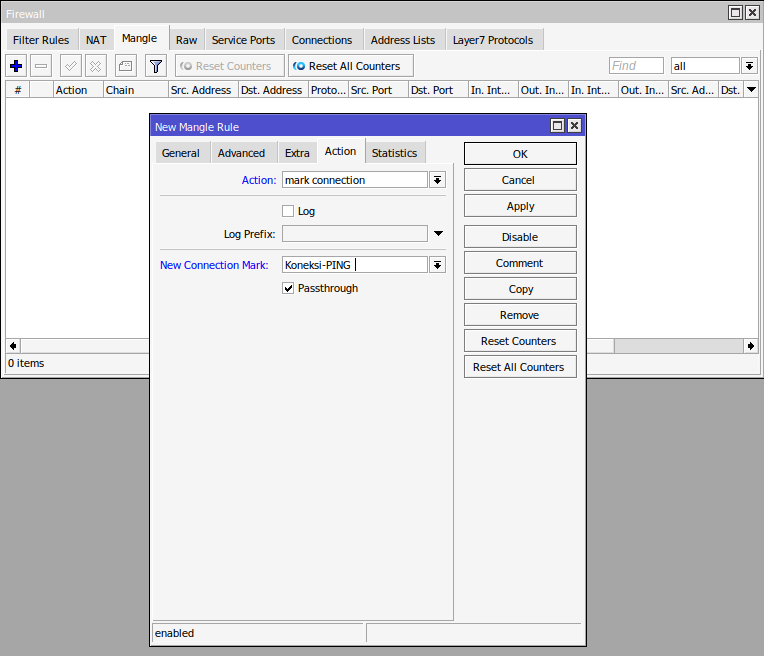 Firewall
Filter Rules NAT Mangle Raw Service Ports Connections Address Lists Layer7 Protocols
Reset Counters Reset All Counters Find all
# Action Chain Src. Address Dst. Address Proto... Src. Port Dst. Port In. Int... Out. In... In. Int... Out. In... Src. Ad... Dst.
New Mangle Rule
General Advanced Extra Action Statistics
OK
Action: mark connection
Cancel
Log
Apply
Log Prefix:
Disable
New Connection Mark: Koneksi-PING
Comment
Passthrough
Copy
Remove
Reset Counters
0 items
Reset All Counters
enabled